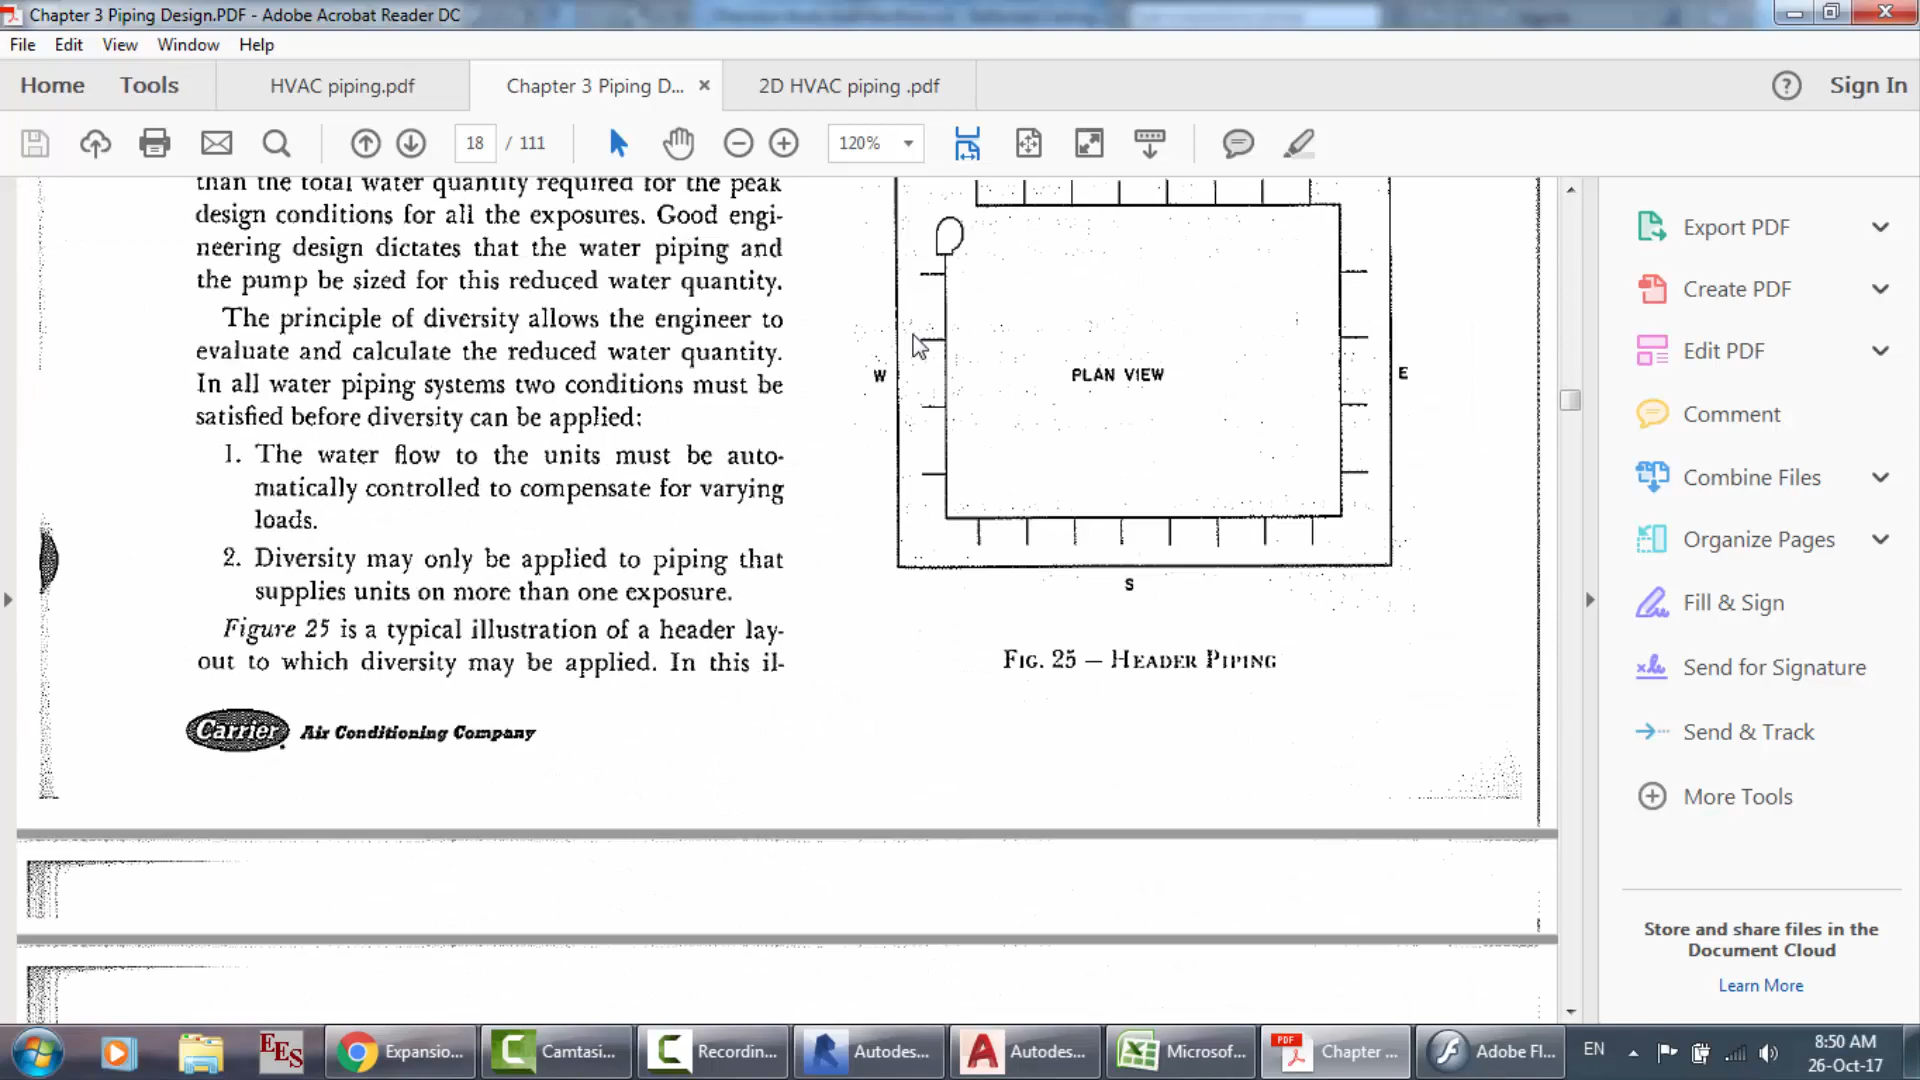 Chapter 3 Piping Design.PDF - Adobe Acrobat Reader DC
File Edit View Window Help
Home Tools HVAC piping.pdf Chapter 3 Piping D... × 2D HVAC piping .pdf ? Sign In
18 / 111 120%
than the total water quantity required for the peak
design conditions for all the exposures. Good engi-
neering design dictates that the water piping and
the pump be sized for this reduced water quantity.
The principle of diversity allows the engineer to
evaluate and calculate the reduced water quantity.
In all water piping systems two conditions must be
satisfied before diversity can be applied:
1. The water flow to the units must be auto-
matically controlled to compensate for varying
loads.
2. Diversity may only be applied to piping that
supplies units on more than one exposure.
Figure 25 is a typical illustration of a header lay-
out to which diversity may be applied. In this il-
Carrier Air Conditioning Company
W
PLAN VIEW
E
S
FIG. 25 — HEADER PIPING
Export PDF
Create PDF
Edit PDF
Comment
Combine Files
Organize Pages
Fill & Sign
Send for Signature
Send & Track
More Tools
Store and share files in the
Document Cloud
Learn More
EES Expansio... Camtasi... Recordin... Autodes... Autodes... Microsof... PDF Chapter ... Adobe Fl... EN
8:50 AM
26-Oct-17